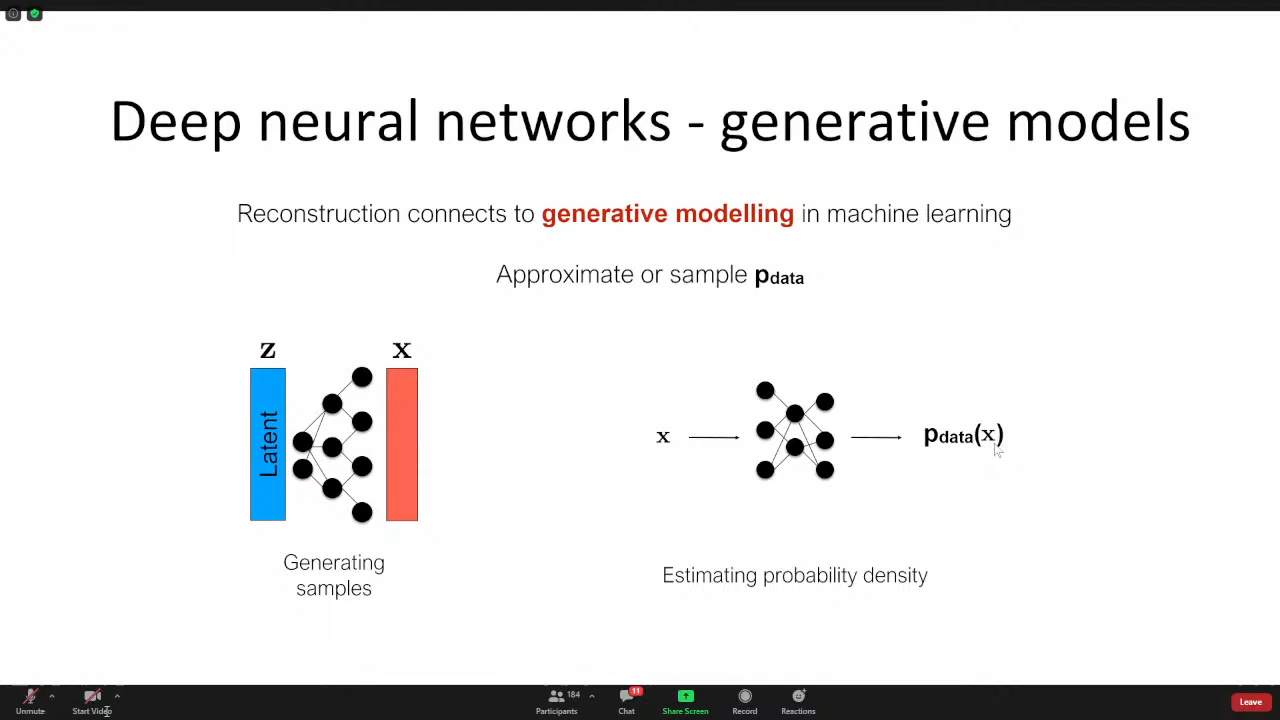 Deep neural networks - generative models
Reconstruction connects to generative modelling in machine learning
Approximate or sample pdata
z
x
Latent
Generating
samples
x
pdata(x)
Estimating probability density
Unmute
Start Video
184
Participants
11
Chat
Share Screen
Record
Reactions
Leave